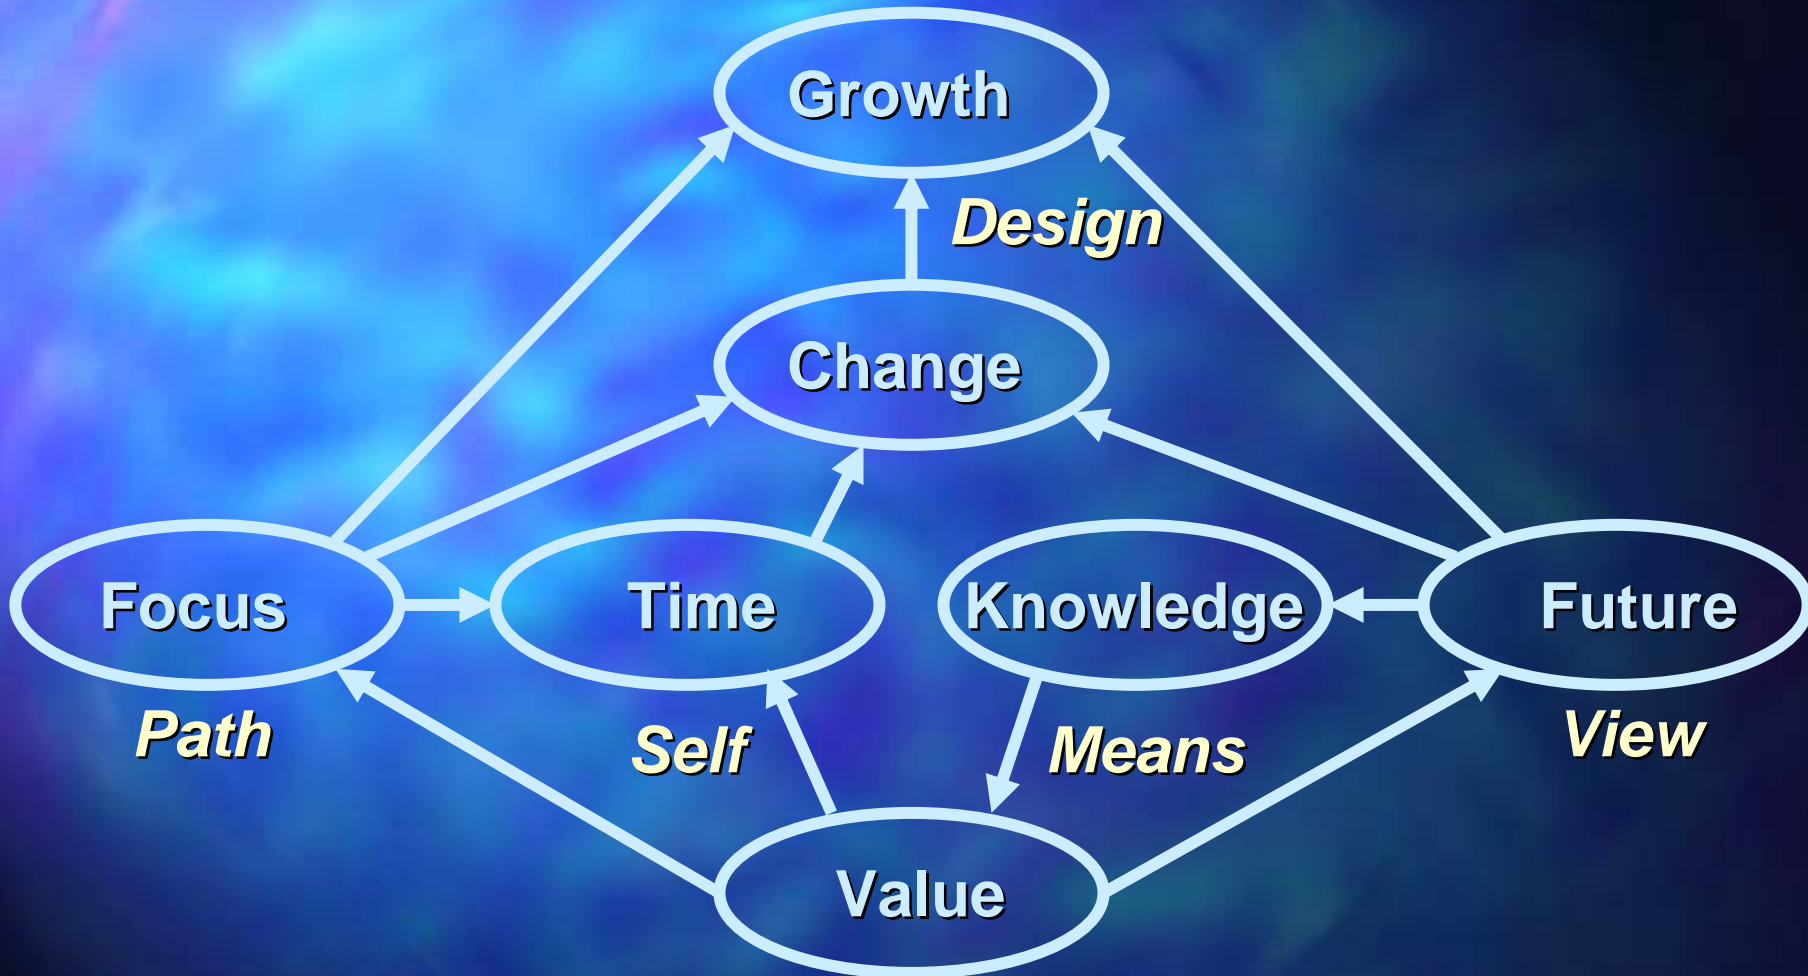 Growth
Design
Change
Focus
Time
Knowledge
Future
Path
Self
Means
View
Value